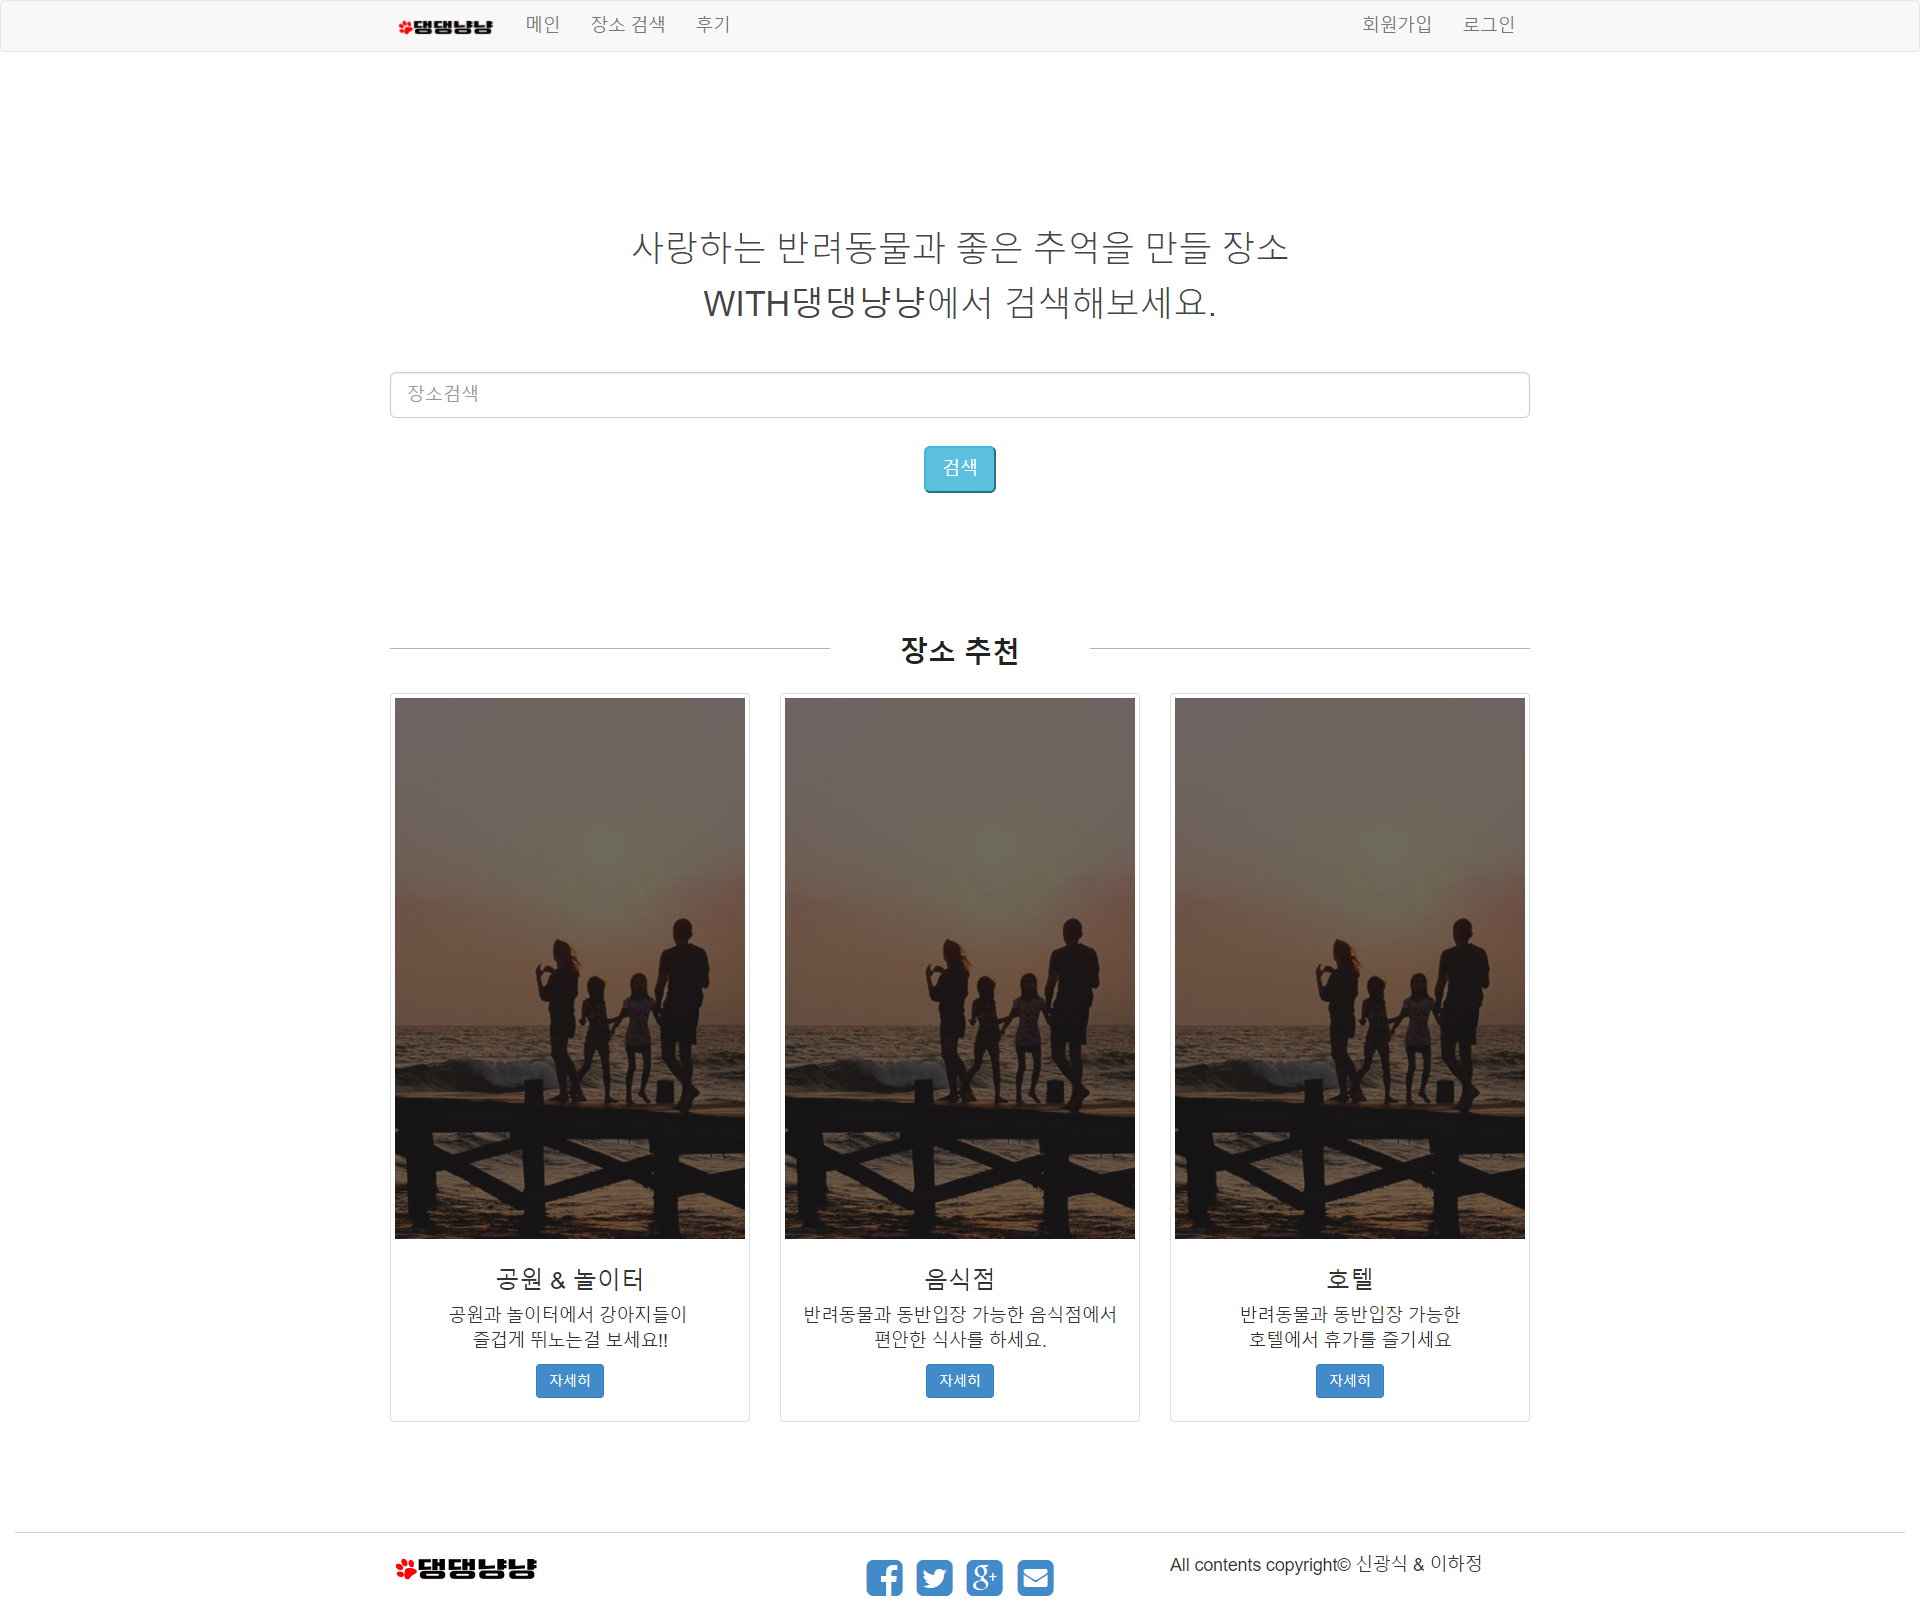 댕댕냥냥 메인 장소 검색 후기 회원가입 로그인
사랑하는 반려동물과 좋은 추억을 만들 장소
WITH댕댕냥냥에서 검색해보세요.
장소검색
검색
장소 추천
공원 & 놀이터
공원과 놀이터에서 강아지들이
즐겁게 뛰노는걸 보세요!!
자세히
음식점
반려동물과 동반입장 가능한 음식점에서
편안한 식사를 하세요.
자세히
호텔
반려동물과 동반입장 가능한
호텔에서 휴가를 즐기세요
자세히
댕댕냥냥
All contents copyright© 신광식 & 이하정